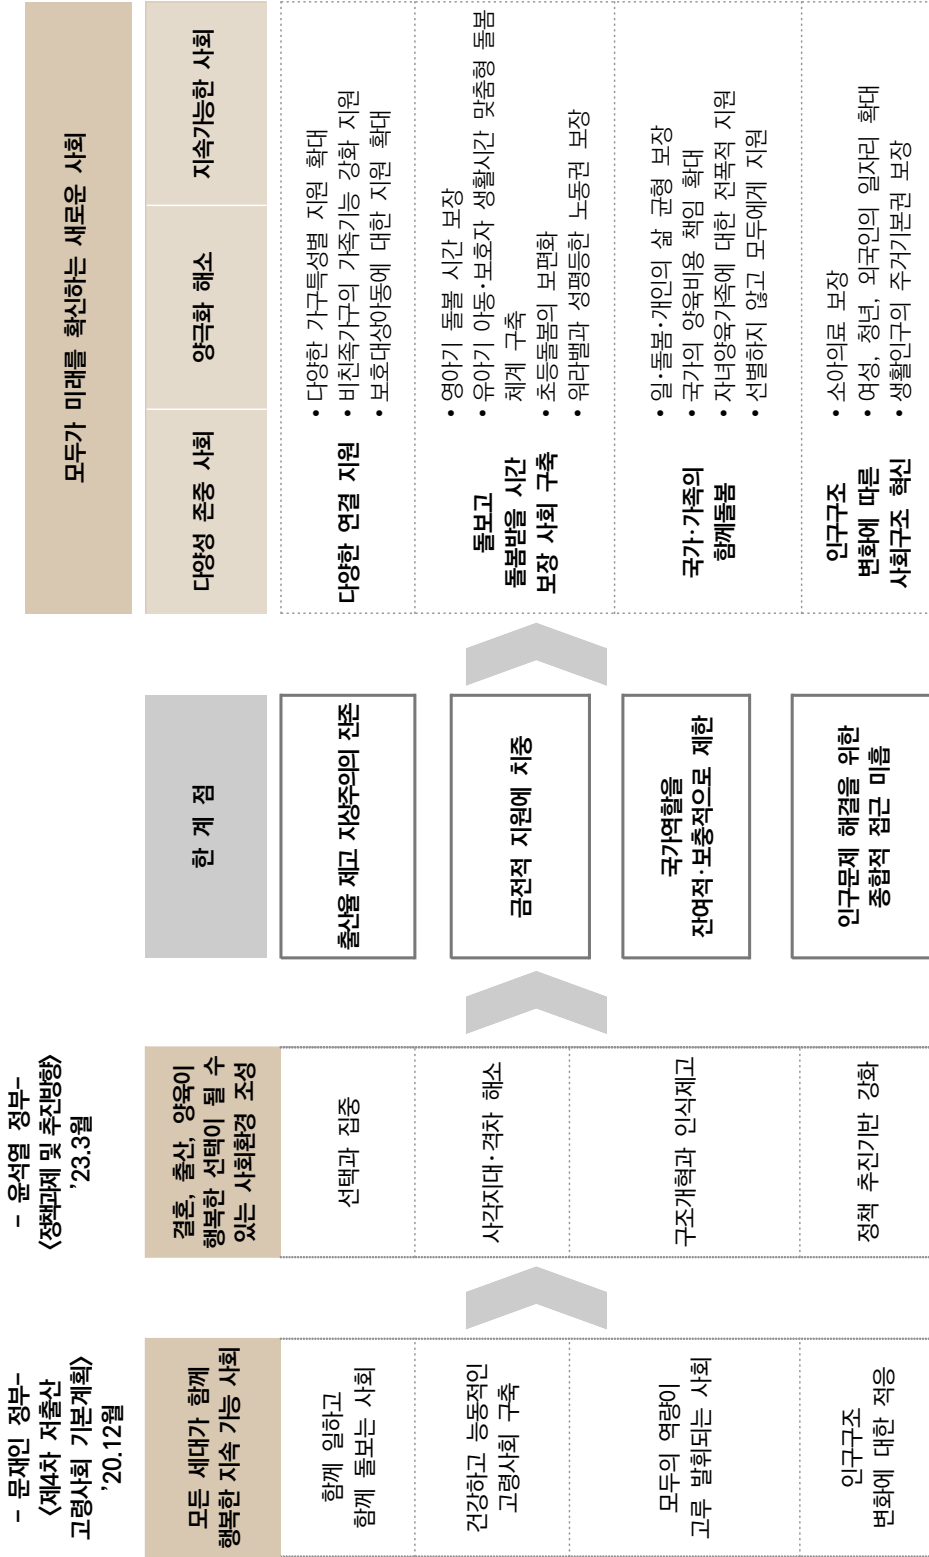 - 문재인 정부-
<제4차 저출산
고령사회 기본계획>
'20.12월
모든 세대가 함께
행복한 지속 가능 사회
함께 일하고
함께 돌보는 사회
건강하고 능동적인
고령사회 구축
모두의 역량이
고루 발휘되는 사회
인구구조
변화에 대한 적응
- 윤석열 정부-
<정책과제 및 추진방향>
'23.3월
결혼, 출산, 양육이
행복한 선택이 될 수
있는 사회환경 조성
선택과 집중
사각지대·격차 해소
구조개혁과 인식제고
정책 추진기반 강화
한 계 점
출산율 제고 지상주의의 잔존
금전적 지원에 치중
국가역할을
잔여적·보충적으로 제한
인구문제 해결을 위한
종합적 접근 미흡
모두가 미래를 확신하는 새로운 사회
다양성 존중 사회
양극화 해소
지속가능한 사회
다양한 연결 지원
• 다양한 가구특성별 지원 확대
• 비친족가구의 가족기능 강화 지원
• 보호대상아동에 대한 지원 확대
돌보고
돌봄받을 시간
보장 사회 구축
• 영아기 돌볼 시간 보장
• 유아기 아동·보호자 생활시간 맞춤형 돌봄
체계 구축
• 초등돌봄의 보편화
• 워라밸과 성평등한 노동권 보장
국가·가족의
함께돌봄
• 일·돌봄·개인의 삶 균형 보장
• 국가의 양육비용 책임 확대
• 자녀양육가족에 대한 전폭적 지원
• 선별하지 않고 모두에게 지원
인구구조
변화에 따른
사회구조 혁신
• 소아의료 보장
• 여성, 청년, 외국인의 일자리 확대
• 생활인구의 주거기본권 보장